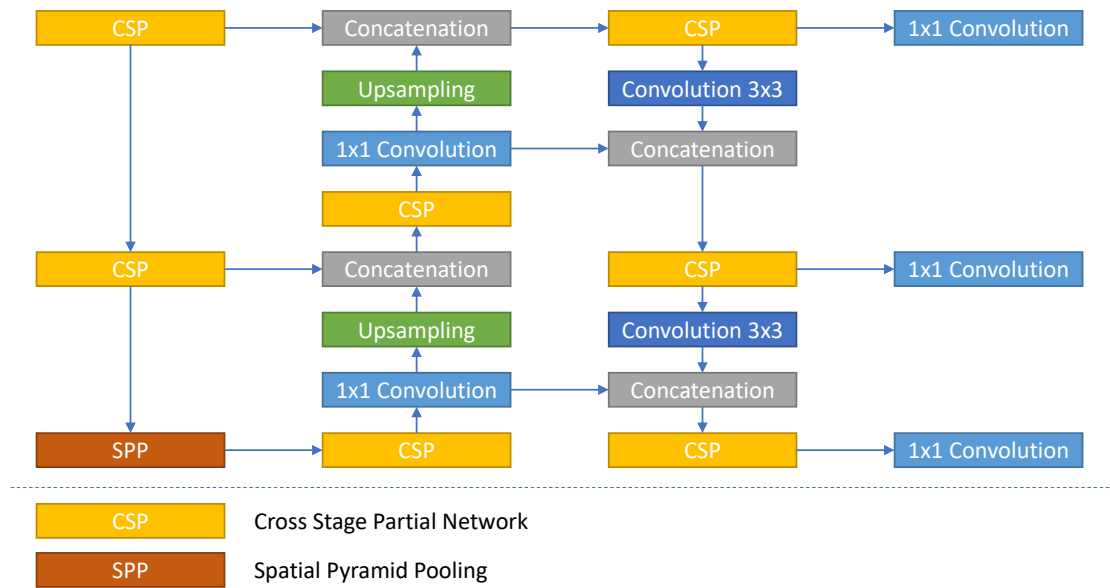 CSP Concatenation CSP 1x1 Convolution
Upsampling Convolution 3x3
1x1 Convolution Concatenation
CSP
CSP Concatenation CSP 1x1 Convolution
Upsampling Convolution 3x3
1x1 Convolution Concatenation
SPP CSP CSP 1x1 Convolution
CSP Cross Stage Partial Network
SPP Spatial Pyramid Pooling